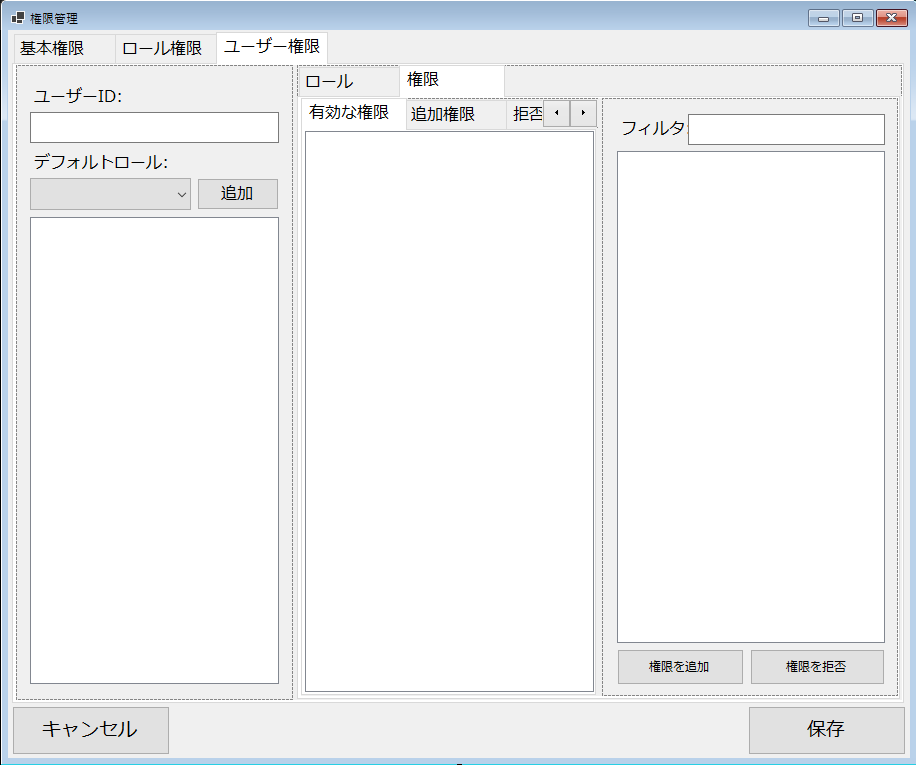 権限管理
基本権限 ロール権限 ユーザー権限
ユーザーID:
デフォルトロール:
追加
ロール 権限
有効な権限 追加権限 拒否
フィルタ:
権限を追加 権限を拒否
キャンセル 保存